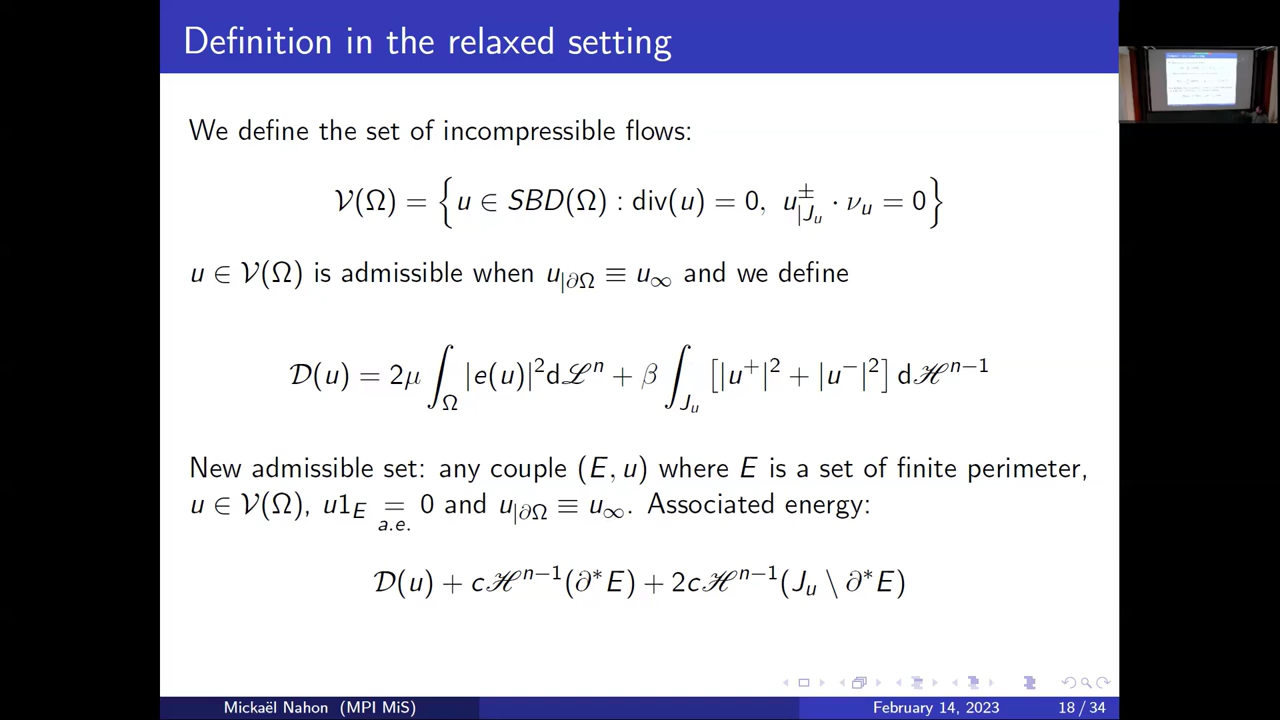 Definition in the relaxed setting
We define the set of incompressible flows:
𝒱(Ω) = { u ∈ SBD(Ω) : div(u) = 0, u^±_{|J_u} · ν_u = 0 }
u ∈ 𝒱(Ω) is admissible when u_{|∂Ω} ≡ u_∞ and we define
𝒟(u) = 2μ ∫_Ω |e(u)|²dℒⁿ + β ∫_{J_u} [|u⁺|² + |u⁻|²] dℋ^{n−1}
New admissible set: any couple (E, u) where E is a set of finite perimeter,
u ∈ 𝒱(Ω), u1_E =_{a.e.} 0 and u_{|∂Ω} ≡ u_∞. Associated energy:
𝒟(u) + cℋ^{n−1}(∂*E) + 2cℋ^{n−1}(J_u \ ∂*E)
Mickaël Nahon (MPI MiS) February 14, 2023 18 / 34